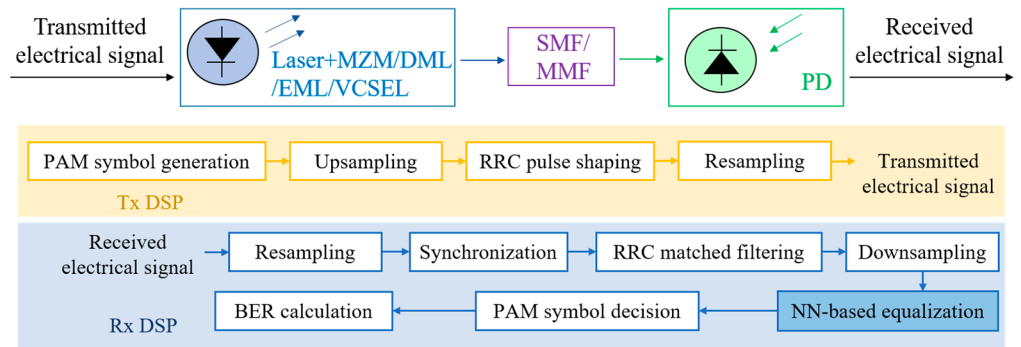 Transmitted
electrical signal
Laser+MZM/DML
/EML/VCSEL
SMF/
MMF
PD
Received
electrical signal
PAM symbol generation
Upsampling
RRC pulse shaping
Resampling
Transmitted
electrical signal
Tx DSP
Received
electrical signal
Resampling
Synchronization
RRC matched filtering
Downsampling
NN-based equalization
PAM symbol decision
BER calculation
Rx DSP